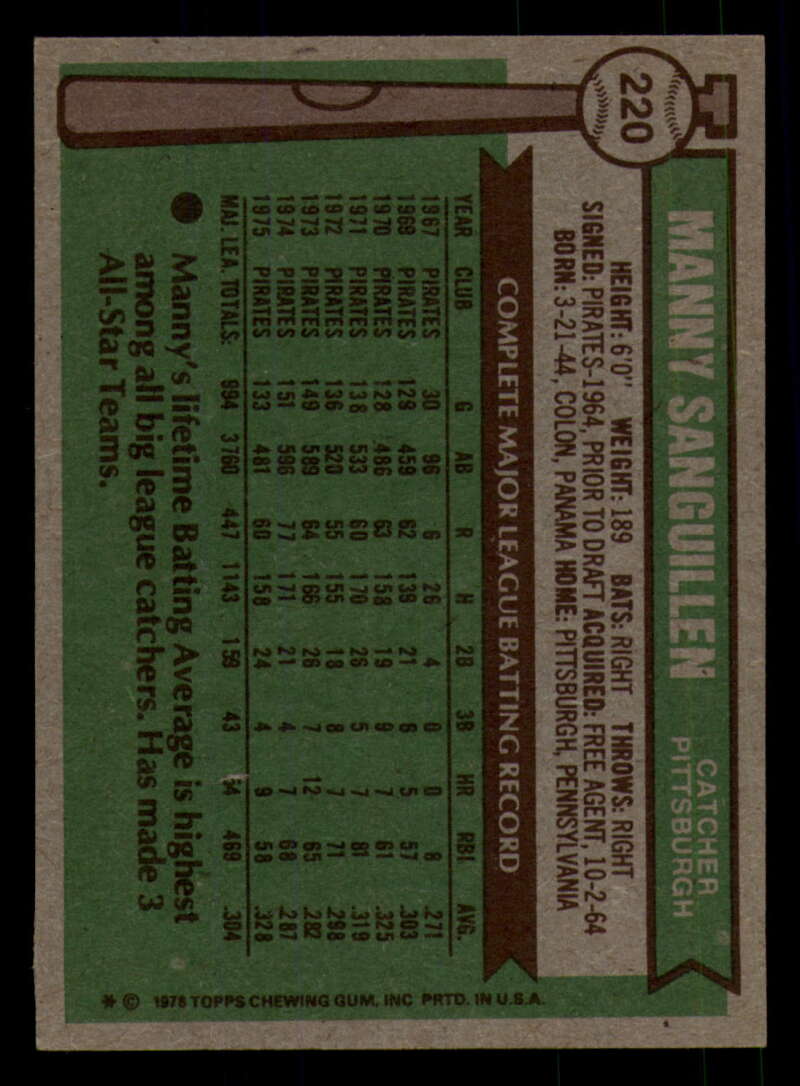 220
MANNY SANGUILLEN
CATCHER
PITTSBURGH
HEIGHT: 6'0" WEIGHT: 189 BATS: RIGHT THROWS: RIGHT
SIGNED: PIRATES-1964, PRIOR TO DRAFT ACQUIRED: FREE AGENT, 10-2-64
BORN: 3-21-44, COLON, PANAMA HOME: PITTSBURGH, PENNSYLVANIA
COMPLETE MAJOR LEAGUE BATTING RECORD
YEAR CLUB G AB R H 2B 3B HR RBI AVG.
1967 PIRATES 30 96 6 26 4 0 0 8 .271
1969 PIRATES 129 459 62 139 21 6 5 57 .303
1970 PIRATES 128 486 63 158 19 9 7 61 .325
1971 PIRATES 138 533 60 170 26 5 7 81 .319
1972 PIRATES 136 520 55 155 18 8 7 71 .298
1973 PIRATES 149 589 64 166 26 7 12 65 .282
1974 PIRATES 151 596 77 171 21 4 7 68 .287
1975 PIRATES 133 481 60 158 24 4 9 58 .328
MAJ. LEA. TOTALS: 994 3760 447 1143 159 43 54 469 .304
Manny's lifetime Batting Average is highest
among all big league catchers. Has made 3
All-Star Teams.
* © 1976 TOPPS CHEWING GUM, INC PRTD. IN U.S.A.